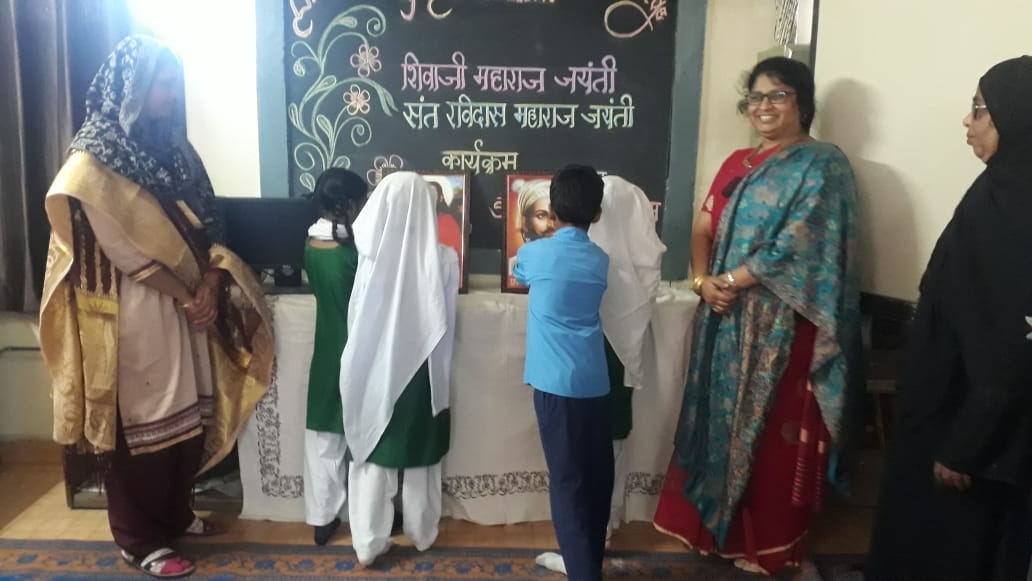 शिवाजी महाराज जयंती
संत रविदास महाराज जयंती
कार्यक्रम